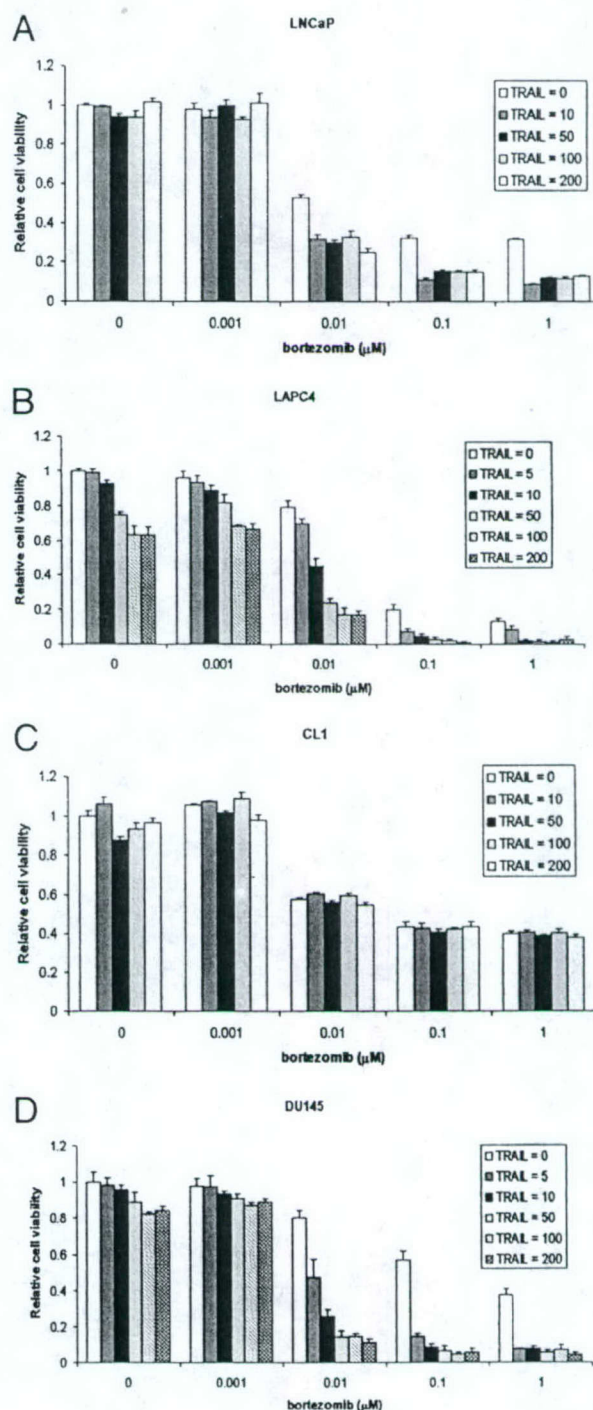 A
LNCaP
Relative cell viability
1.2
1
0.8
0.6
0.4
0.2
0
TRAIL = 0
TRAIL = 10
TRAIL = 50
TRAIL = 100
TRAIL = 200
0 0.001 0.01 0.1 1
bortezomib (μM)
B
LAPC4
Relative cell viability
1.2
1
0.8
0.6
0.4
0.2
0
TRAIL = 0
TRAIL = 5
TRAIL = 10
TRAIL = 50
TRAIL = 100
TRAIL = 200
0 0.001 0.01 0.1 1
bortezomib (μM)
C
CL1
Relative cell viability
1.2
1
0.8
0.6
0.4
0.2
0
TRAIL = 0
TRAIL = 10
TRAIL = 50
TRAIL = 100
TRAIL = 200
0 0.001 0.01 0.1 1
bortezomib (μM)
D
DU145
Relative cell viability
1.2
1
0.8
0.6
0.4
0.2
0
TRAIL = 0
TRAIL = 5
TRAIL = 10
TRAIL = 50
TRAIL = 100
TRAIL = 200
0 0.001 0.01 0.1 1
bortezomib (μM)